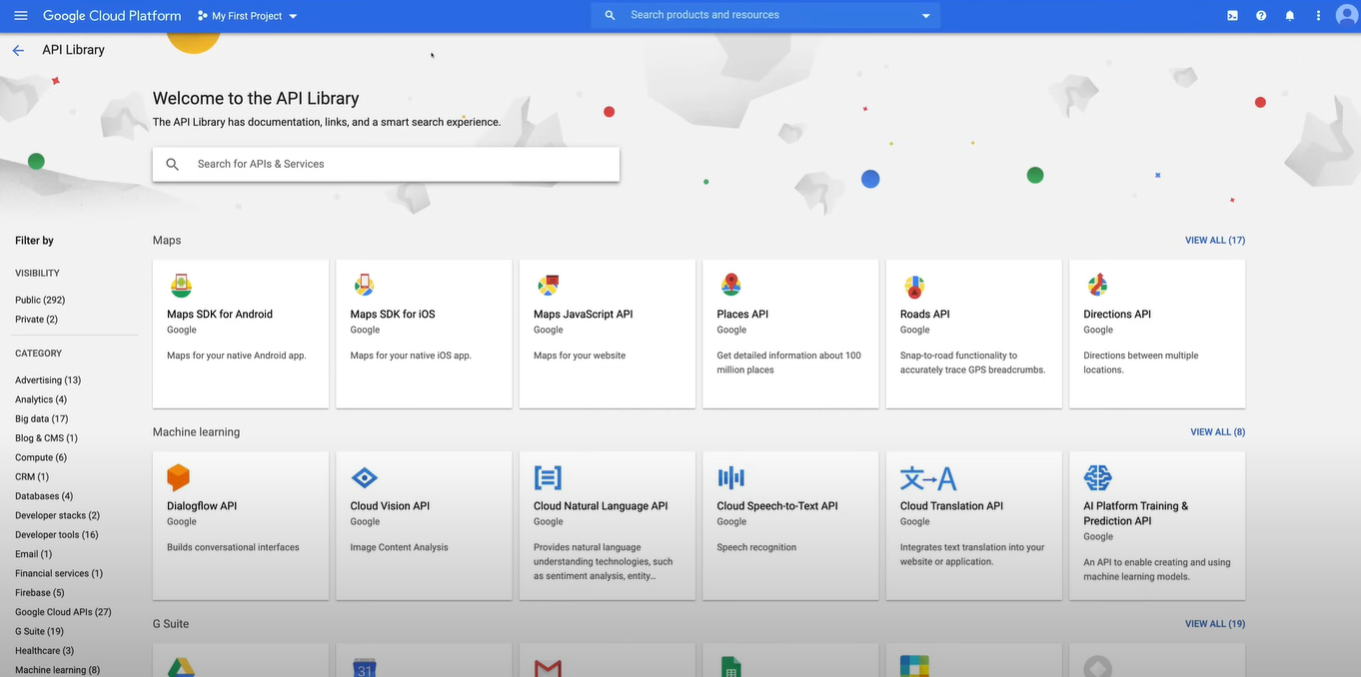 Google Cloud Platform
My First Project
Search products and resources
API Library
Welcome to the API Library
The API Library has documentation, links, and a smart search experience.
Search for APIs & Services
Filter by
VISIBILITY
Public (292)
Private (2)
CATEGORY
Advertising (13)
Analytics (4)
Big data (17)
Blog & CMS (1)
Compute (6)
CRM (1)
Databases (4)
Developer stacks (2)
Developer tools (16)
Email (1)
Financial services (1)
Firebase (5)
Google Cloud APIs (27)
G Suite (19)
Healthcare (3)
Machine learning (8)
Maps
VIEW ALL (17)
Maps SDK for Android
Google
Maps for your native Android app.
Maps SDK for iOS
Google
Maps for your native iOS app.
Maps JavaScript API
Google
Maps for your website
Places API
Google
Get detailed information about 100
million places
Roads API
Google
Snap-to-road functionality to
accurately trace GPS breadcrumbs.
Directions API
Google
Directions between multiple
locations.
Machine learning
VIEW ALL (8)
Dialogflow API
Google
Builds conversational interfaces
Cloud Vision API
Google
Image Content Analysis
Cloud Natural Language API
Google
Provides natural language
understanding technologies, such
as sentiment analysis, entity...
Cloud Speech-to-Text API
Google
Speech recognition
文→A
Cloud Translation API
Google
Integrates text translation into your
website or application.
AI Platform Training &
Prediction API
Google
An API to enable creating and using
machine learning models.
G Suite
VIEW ALL (19)
31